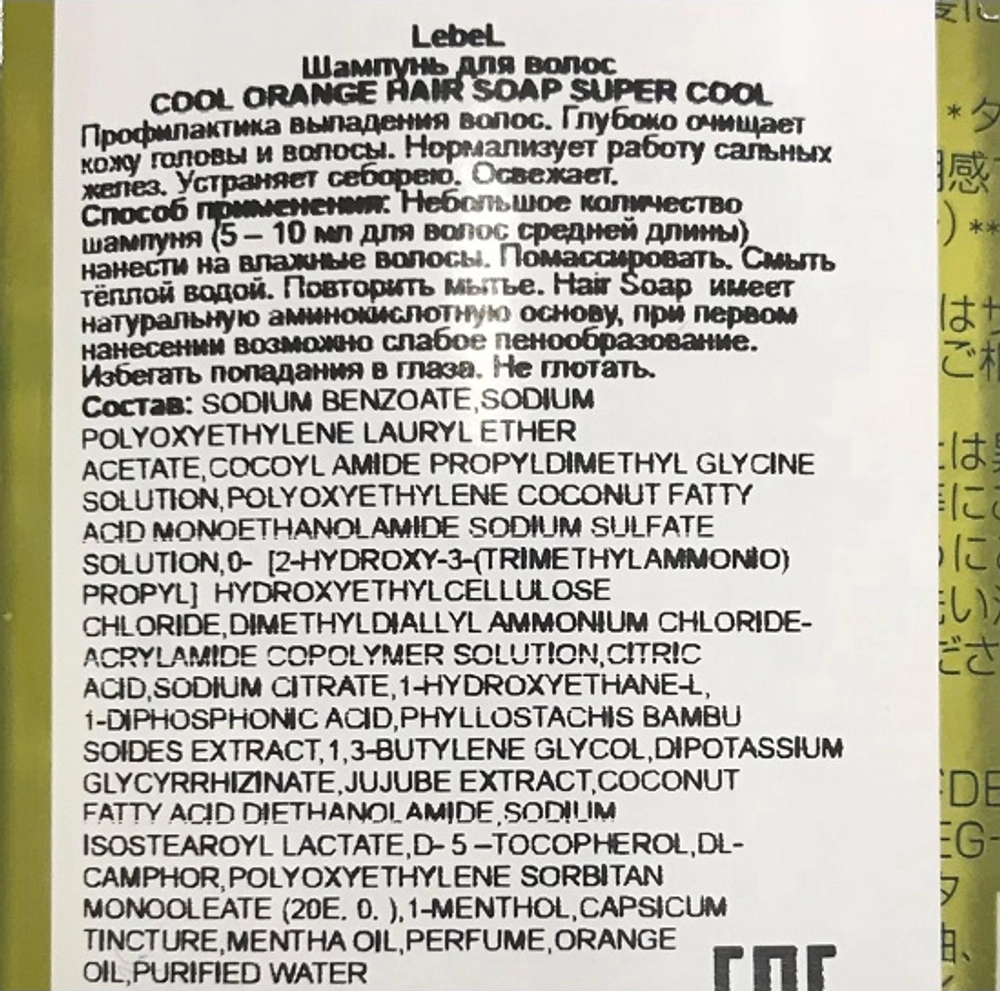 LebeL
Шампунь для волос
COOL ORANGE HAIR SOAP SUPER COOL
Профилактика выпадения волос. Глубоко очищает
кожу головы и волосы. Нормализует работу сальных
желез. Устраняет себорею. Освежает.
Способ применения: Небольшое количество
шампуня (5 – 10 мл для волос средней длины)
нанести на влажные волосы. Помассировать. Смыть
тёплой водой. Повторить мытье. Hair Soap имеет
натуральную аминокислотную основу, при первом
нанесении возможно слабое пенообразование.
Избегать попадания в глаза. Не глотать.
Состав: SODIUM BENZOATE,SODIUM
POLYOXYETHYLENE LAURYL ETHER
ACETATE,COCOYL AMIDE PROPYLDIMETHYL GLYCINE
SOLUTION,POLYOXYETHYLENE COCONUT FATTY
ACID MONOETHANOLAMIDE SODIUM SULFATE
SOLUTION,0- [2-HYDROXY-3-(TRIMETHYLAMMONIO)
PROPYL] HYDROXYETHYLCELLULOSE
CHLORIDE,DIMETHYLDIALLYL AMMONIUM CHLORIDE-
ACRYLAMIDE COPOLYMER SOLUTION,CITRIC
ACID,SODIUM CITRATE,1-HYDROXYETHANE-L,
1-DIPHOSPHONIC ACID,PHYLLOSTACHIS BAMBU
SOIDES EXTRACT,1,3-BUTYLENE GLYCOL,DIPOTASSIUM
GLYCYRRHIZINATE,JUJUBE EXTRACT,COCONUT
FATTY ACID DIETHANOLAMIDE,SODIUM
ISOSTEAROYL LACTATE,D- 5 –TOCOPHEROL,DL-
CAMPHOR,POLYOXYETHYLENE SORBITAN
MONOOLEATE (20E. 0. ),1-MENTHOL,CAPSICUM
TINCTURE,MENTHA OIL,PERFUME,ORANGE
OIL,PURIFIED WATER